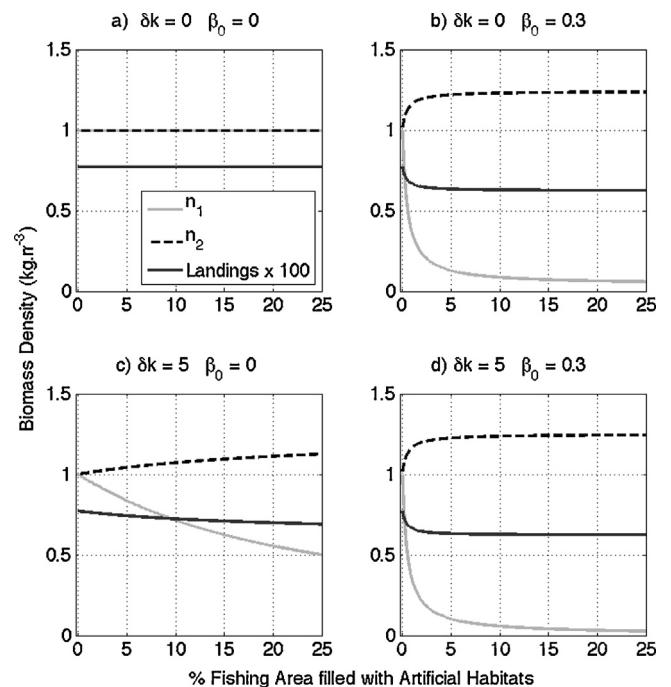 a) δk = 0 β₀ = 0
b) δk = 0 β₀ = 0.3
1.5
1
0.5
0
0 5 10 15 20 25
n₁
n₂
Landings x 100
1.5
1
0.5
0
0 5 10 15 20 25
Biomass Density (kg.m⁻³)
c) δk = 5 β₀ = 0
d) δk = 5 β₀ = 0.3
1.5
1
0.5
0
0 5 10 15 20 25
1.5
1
0.5
0
0 5 10 15 20 25
% Fishing Area filled with Artificial Habitats